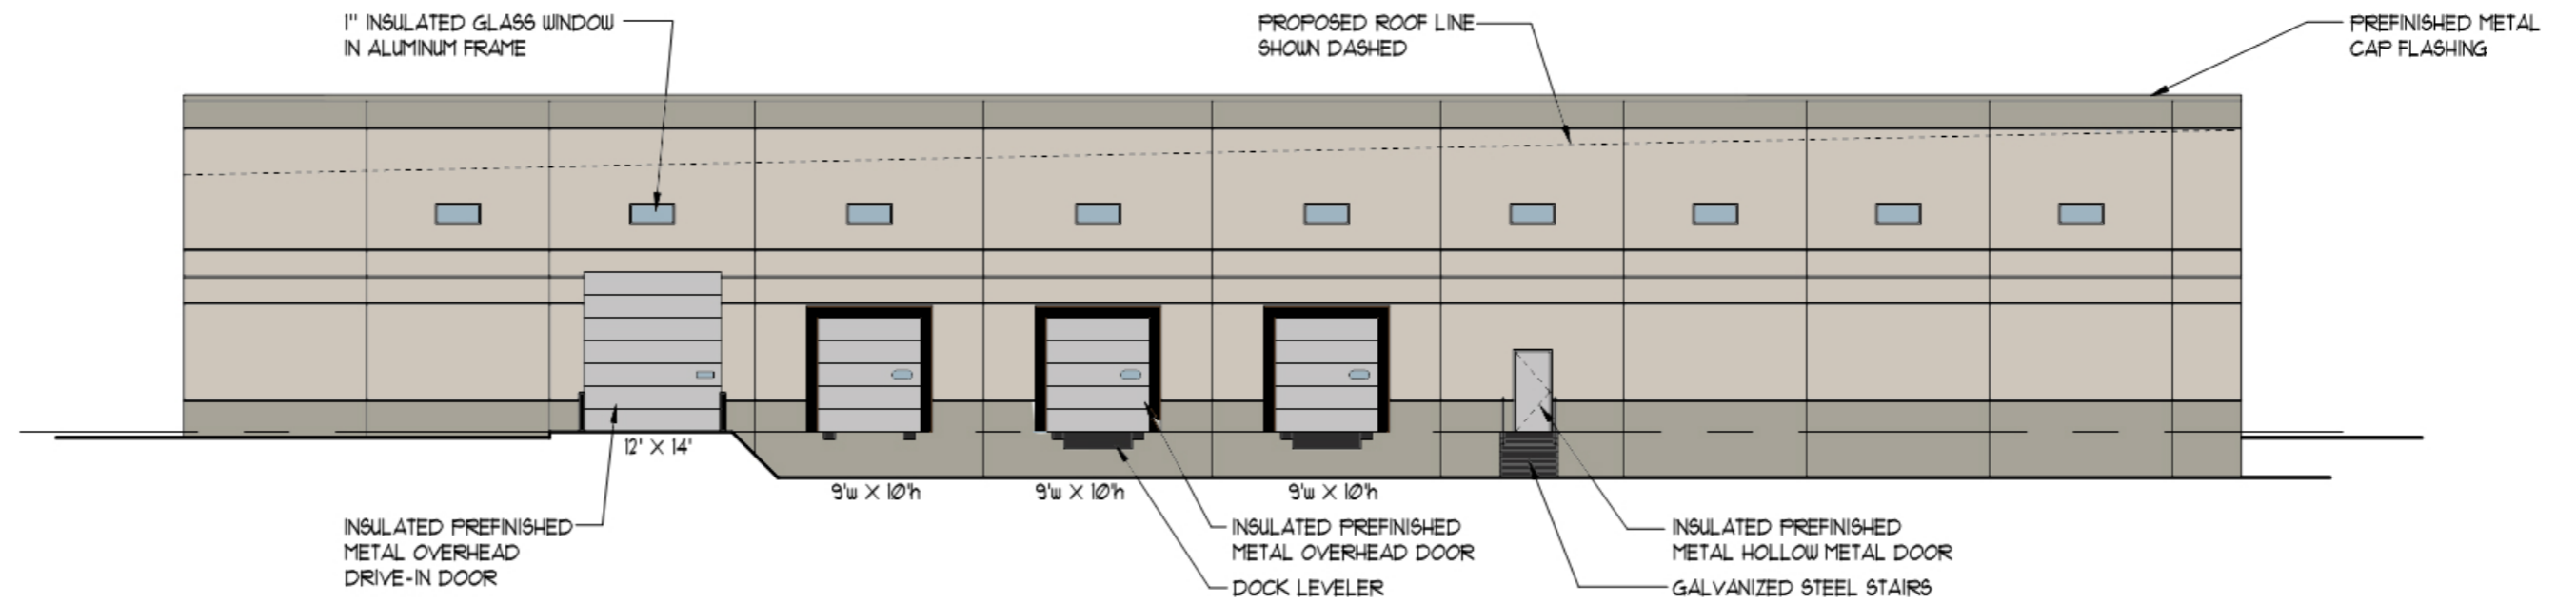 1" INSULATED GLASS WINDOW
IN ALUMINUM FRAME
PROPOSED ROOF LINE
SHOWN DASHED
PREFINISHED METAL
CAP FLASHING
12' X 14'
9'w X 10'h
9'w X 10'h
9'w X 10'h
INSULATED PREFINISHED
METAL OVERHEAD
DRIVE-IN DOOR
INSULATED PREFINISHED
METAL OVERHEAD DOOR
DOCK LEVELER
INSULATED PREFINISHED
METAL HOLLOW METAL DOOR
GALVANIZED STEEL STAIRS